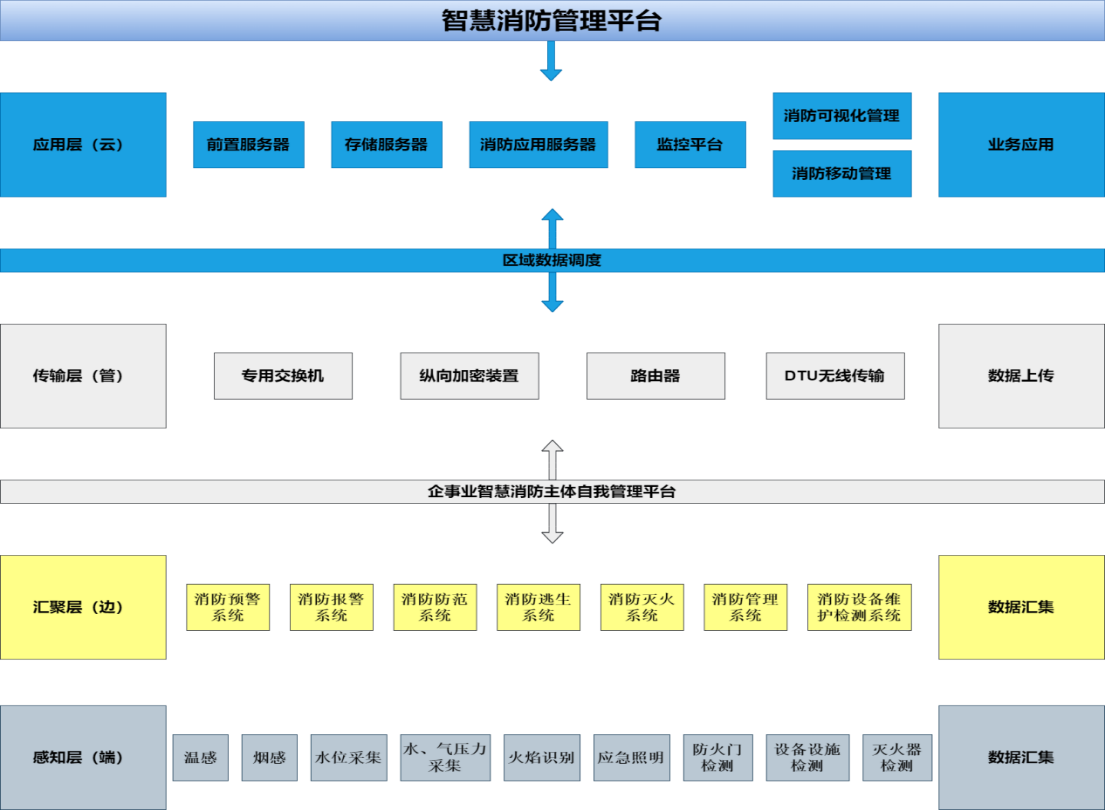 智慧消防管理平台
应用层（云）
前置服务器
存储服务器
消防应用服务器
监控平台
消防可视化管理
消防移动管理
业务应用
区域数据调度
传输层（管）
专用交换机
纵向加密装置
路由器
DTU无线传输
数据上传
企事业智慧消防主体自我管理平台
汇聚层（边）
消防预警
系统
消防报警
系统
消防防范
系统
消防逃生
系统
消防灭火
系统
消防管理
系统
消防设备维
护检测系统
数据汇集
感知层（端）
温感
烟感
水位采集
水、气压力
采集
火焰识别
应急照明
防火门
检测
设备设施
检测
灭火器
检测
数据汇集